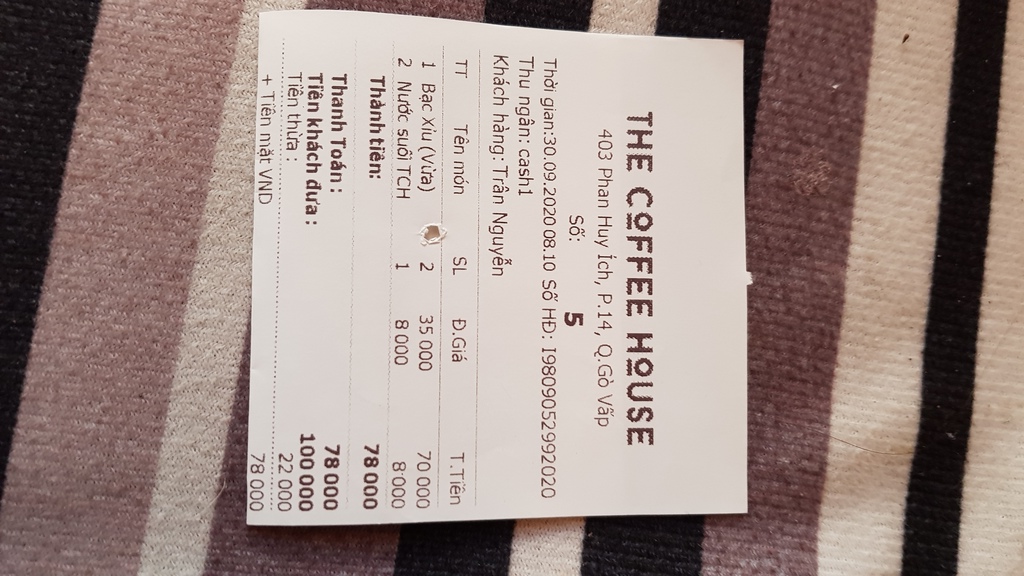 THE COFFEE HOUSE
403 Phan Huy Ích, P.14, Q.Gò Vấp
Số: 5
Thời gian:30.09.2020 08.10 Số HĐ: 19809052992020
Thu ngân: cash1
Khách hàng: Trân Nguyễn
TT Tên món SL Đ.Giá T.Tiền
1 Bạc Xỉu (Vừa) 2 35 000 70 000
2 Nước suối TCH 1 8 000 8 000
Thành tiền: 78 000
Thanh Toán : 78 000
Tiền khách đưa : 100 000
Tiền thừa : 22 000
+ Tiền mặt VND 78 000